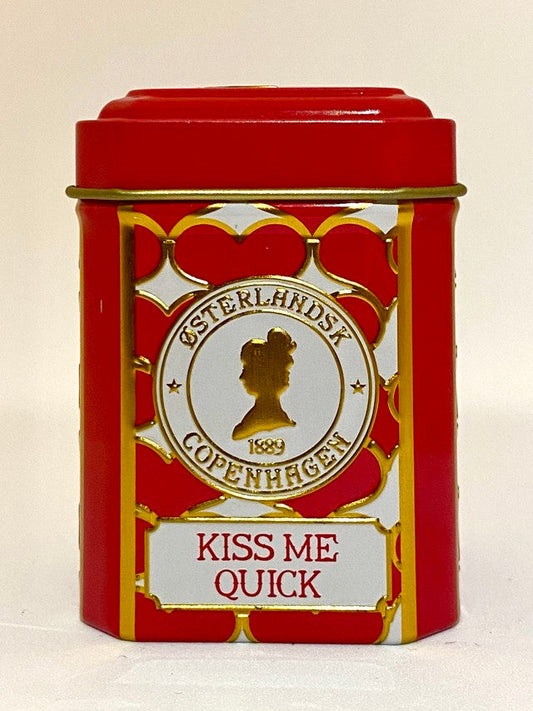 ØSTERLANDSK
1889
COPENHAGEN
KISS ME
QUICK